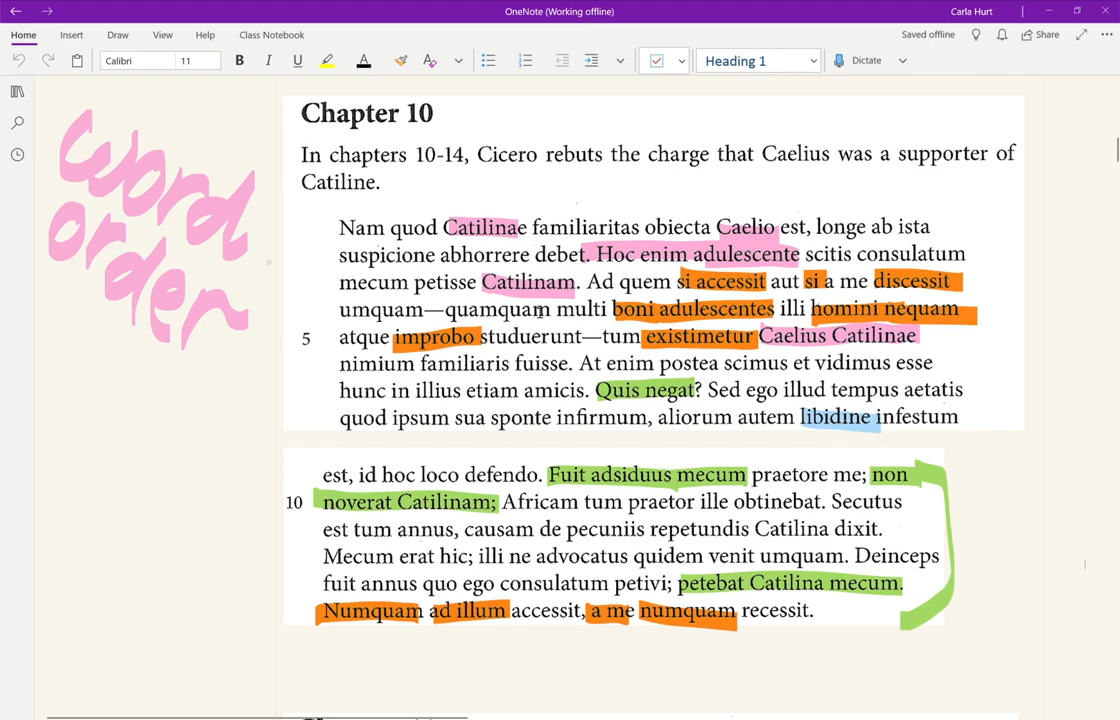 OneNote (Working offline)
Carla Hurt
Home Insert Draw View Help Class Notebook
Saved offline
Share
Calibri 11 B I U A Heading 1 Dictate
word
order
Chapter 10
In chapters 10-14, Cicero rebuts the charge that Caelius was a supporter of
Catiline.
Nam quod Catilinae familiaritas obiecta Caelio est, longe ab ista
suspicione abhorrere debet. Hoc enim adulescente scitis consulatum
mecum petisse Catilinam. Ad quem si accessit aut si a me discessit
umquam—quamquam multi boni adulescentes illi homini nequam
5 atque improbo studuerunt—tum existimetur Caelius Catilinae
nimium familiaris fuisse. At enim postea scimus et vidimus esse
hunc in illius etiam amicis. Quis negat? Sed ego illud tempus aetatis
quod ipsum sua sponte infirmum, aliorum autem libidine infestum
est, id hoc loco defendo. Fuit adsiduus mecum praetore me; non
10 noverat Catilinam; Africam tum praetor ille obtinebat. Secutus
est tum annus, causam de pecuniis repetundis Catilina dixit.
Mecum erat hic; illi ne advocatus quidem venit umquam. Deinceps
fuit annus quo ego consulatum petivi; petebat Catilina mecum.
Numquam ad illum accessit, a me numquam recessit.